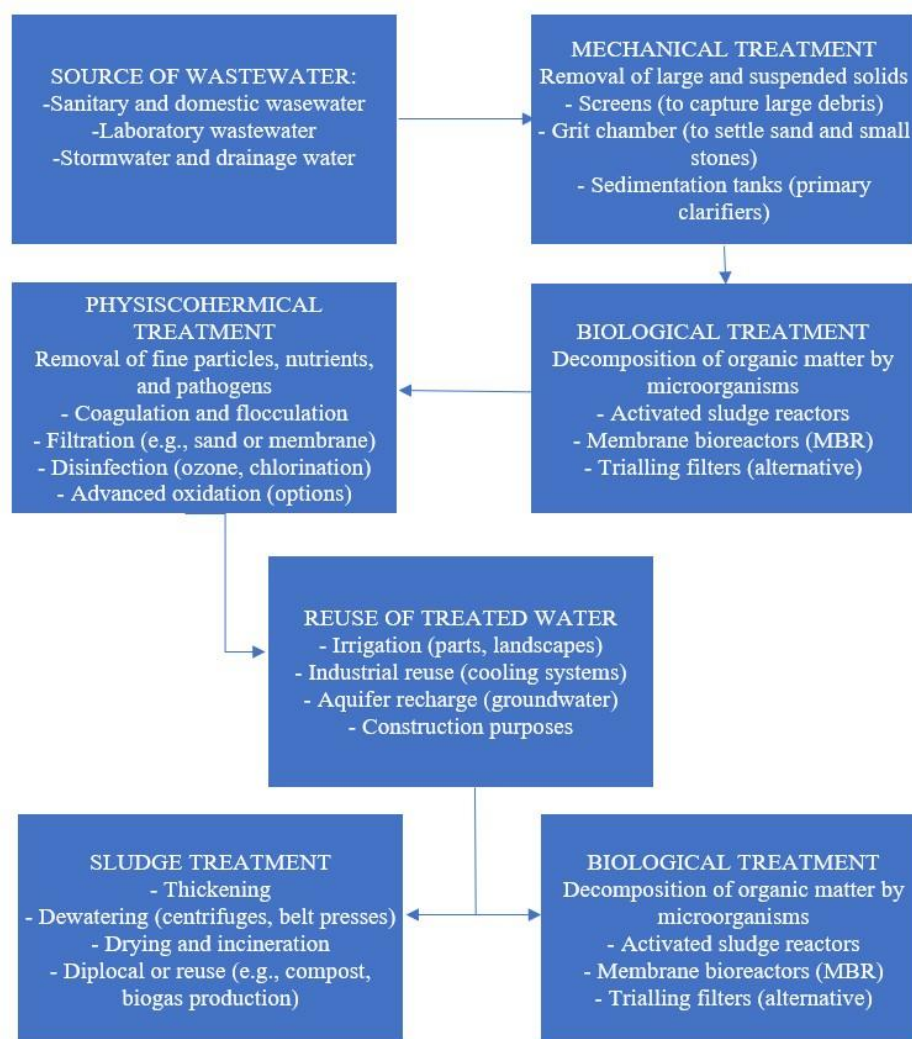 SOURCE OF WASTEWATER:
-Sanitary and domestic wasewater
-Laboratory wastewater
-Stormwater and drainage water
MECHANICAL TREATMENT
Removal of large and suspended solids
- Screens (to capture large debris)
- Grit chamber (to settle sand and small
stones)
- Sedimentation tanks (primary
clarifiers)
PHYSISCOHERMICAL
TREATMENT
Removal of fine particles, nutrients,
and pathogens
- Coagulation and flocculation
- Filtration (e.g., sand or membrane)
- Disinfection (ozone, chlorination)
- Advanced oxidation (options)
BIOLOGICAL TREATMENT
Decomposition of organic matter by
microorganisms
- Activated sludge reactors
- Membrane bioreactors (MBR)
- Trialling filters (alternative)
REUSE OF TREATED WATER
- Irrigation (parts, landscapes)
- Industrial reuse (cooling systems)
- Aquifer recharge (groundwater)
- Construction purposes
SLUDGE TREATMENT
- Thickening
- Dewatering (centrifuges, belt presses)
- Drying and incineration
- Diplocal or reuse (e.g., compost,
biogas production)
BIOLOGICAL TREATMENT
Decomposition of organic matter by
microorganisms
- Activated sludge reactors
- Membrane bioreactors (MBR)
- Trialling filters (alternative)